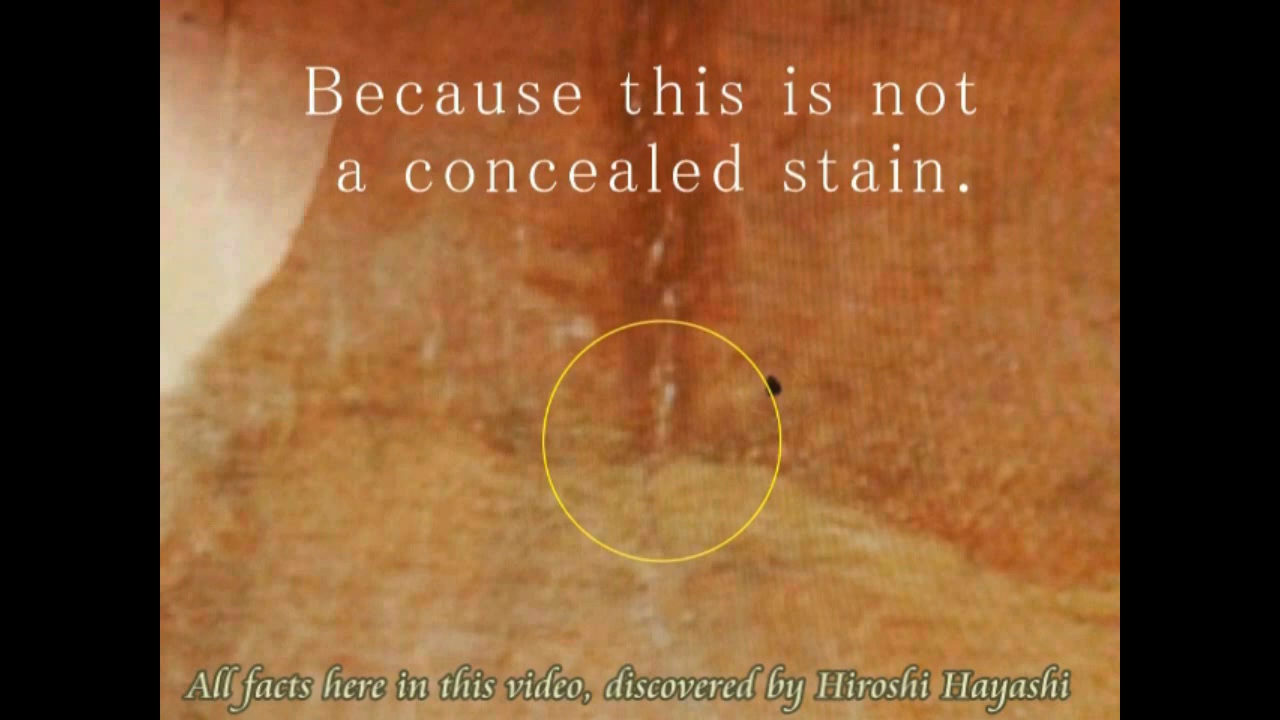 Because this is not
a concealed stain.
All facts here in this video, discovered by Hiroshi Hayashi